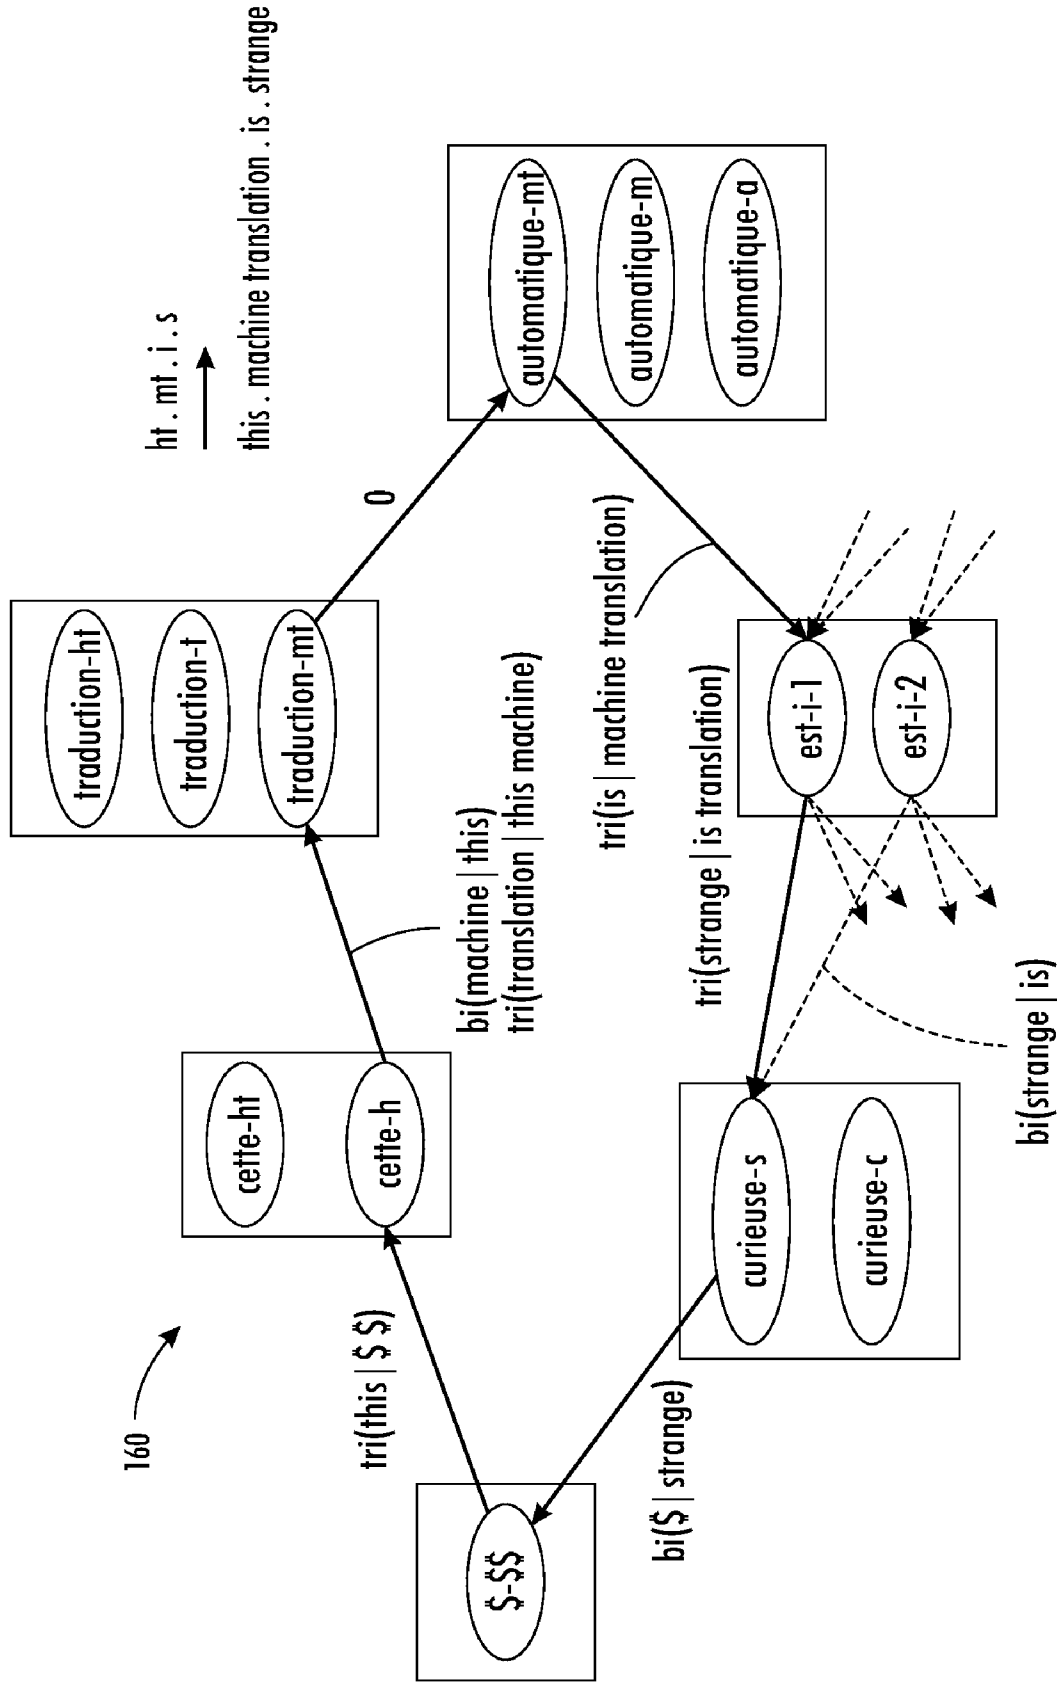 160
ht . mt . i . s
this . machine translation . is . strange
traduction-ht
traduction-t
traduction-mt
0
cette-ht
cette-h
bi(machine | this)
tri(translation | this machine)
tri(this | $ $)
$-$$
automatique-mt
automatique-m
automatique-a
tri(is | machine translation)
tri(strange | is translation)
est-i-1
est-i-2
bi($ | strange)
curieuse-s
curieuse-c
bi(strange | is)